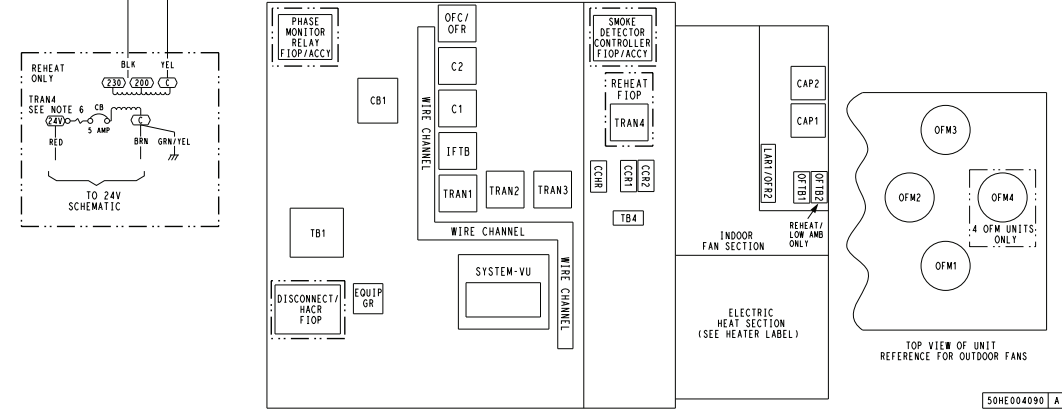 REHEAT
ONLY
BLK
YEL
230
200
C
TRAN4
SEE NOTE 6
CB
24V
5 AMP
C
RED
BRN
GRN/YEL
TO 24V
SCHEMATIC
PHASE
MONITOR
RELAY
FIOP/ACCY
CB1
TB1
DISCONNECT/
HACR
FIOP
EQUIP
GR
WIRE CHANNEL
OFC/
OFR
C2
C1
IFTB
TRAN1
TRAN2
TRAN3
WIRE CHANNEL
WIRE CHANNEL
SYSTEM-VU
SMOKE
DETECTOR
CONTROLLER
FIOP/ACCY
REHEAT
FIOP
TRAN4
CCHR
CCR1
CCR2
TB4
CAP2
CAP1
LAR1/OFR2
OFTB1
OFTB2
REHEAT/
LOW AMB
ONLY
INDOOR
FAN SECTION
ELECTRIC
HEAT SECTION
(SEE HEATER LABEL)
OFM3
OFM2
OFM4
4 OFM UNITS
ONLY
OFM1
TOP VIEW OF UNIT
REFERENCE FOR OUTDOOR FANS
50HE004090 A